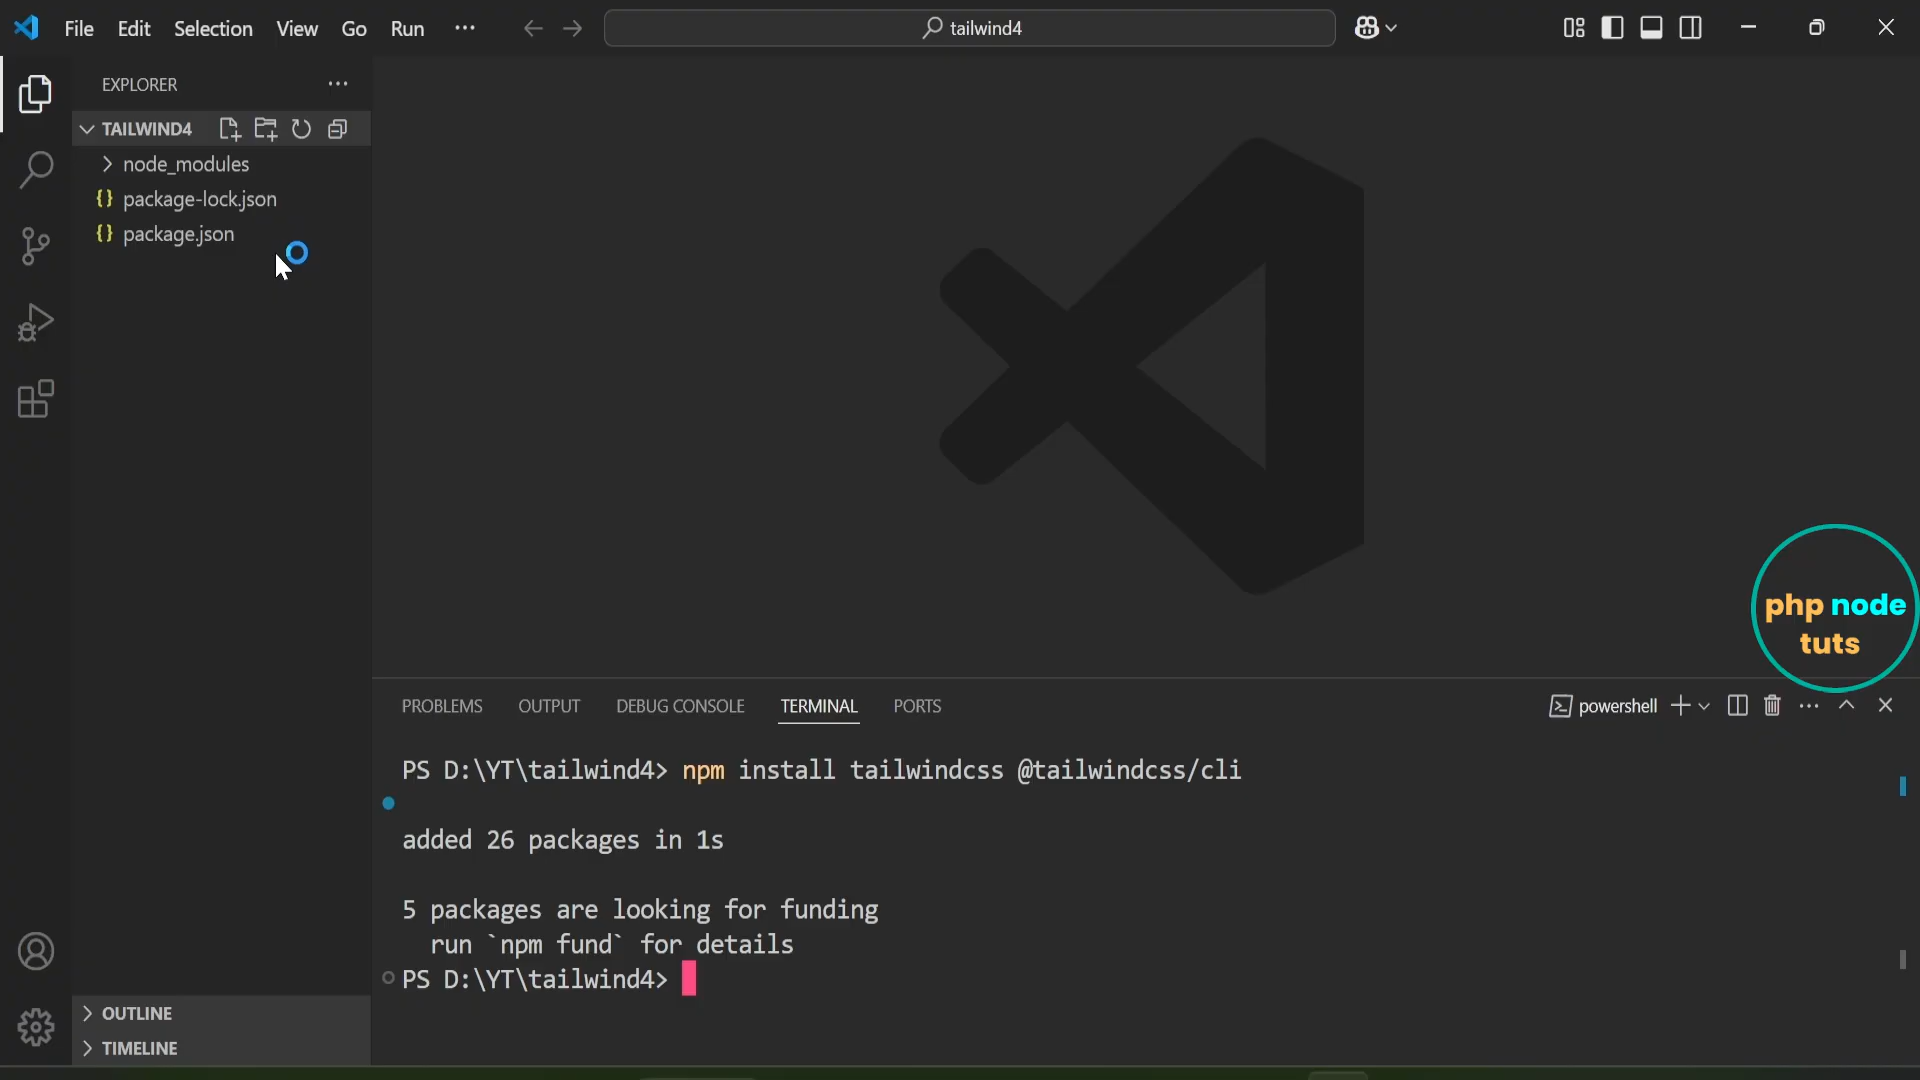 File Edit Selection View Go Run ···
tailwind4
EXPLORER ···
TAILWIND4
node_modules
{} package-lock.json
{} package.json
php node
tuts
PROBLEMS OUTPUT DEBUG CONSOLE TERMINAL PORTS
powershell
PS D:\YT\tailwind4> npm install tailwindcss @tailwindcss/cli
added 26 packages in 1s
5 packages are looking for funding
run `npm fund` for details
PS D:\YT\tailwind4>
OUTLINE
TIMELINE